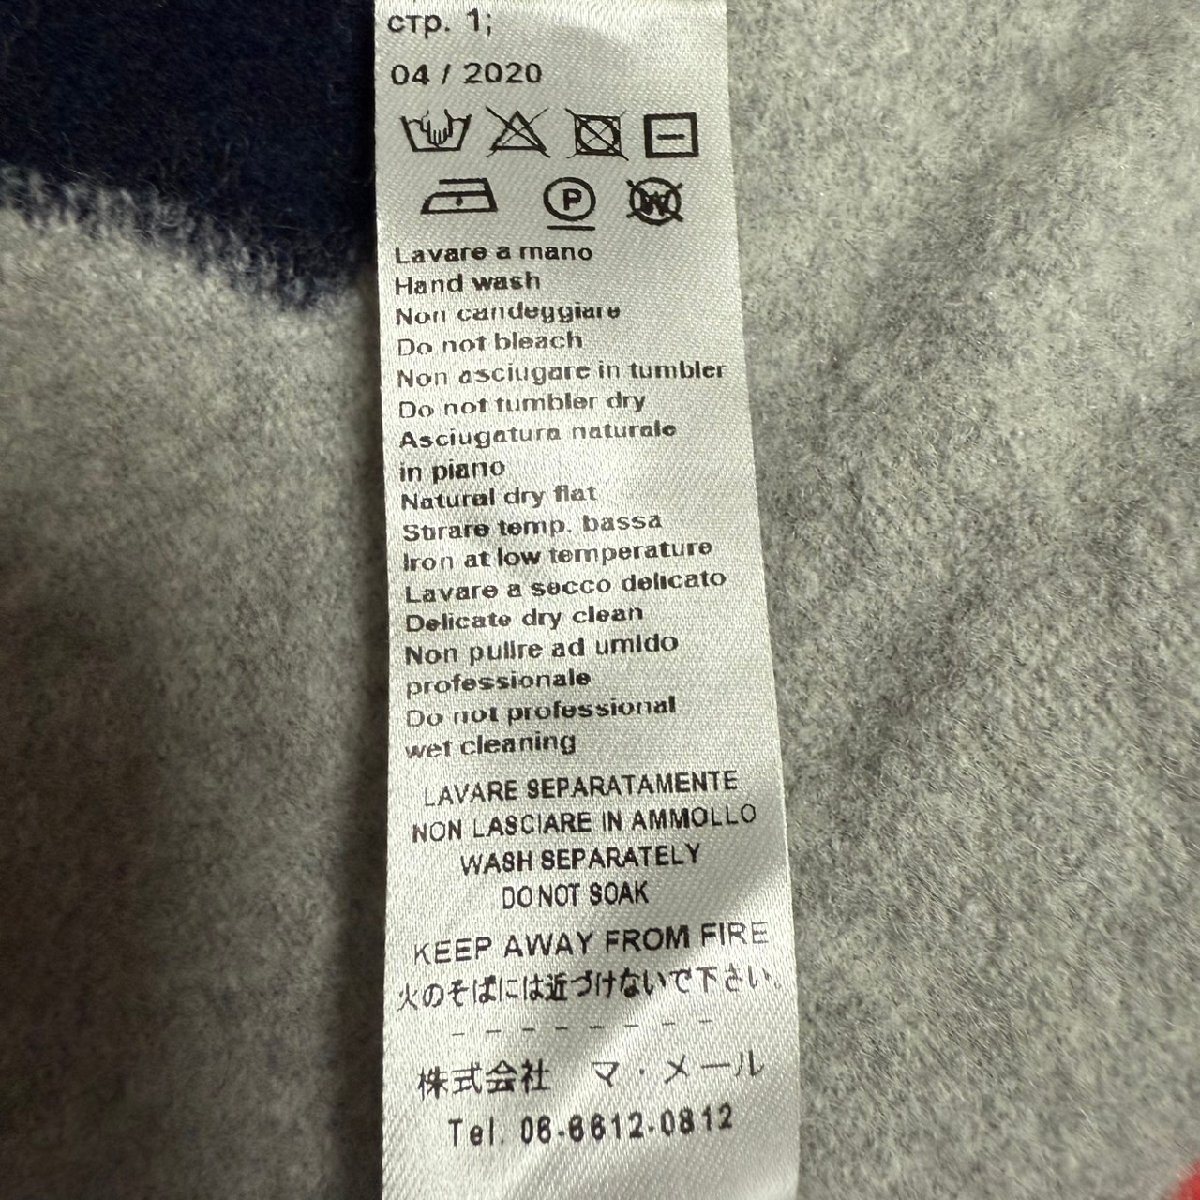 стр. 1;
04 / 2020
P
W
Lavare a mano
Hand wash
Non candeggiare
Do not bleach
Non asciugare in tumbler
Do not tumbler dry
Asciugatura naturale
in piano
Natural dry flat
Stirare temp. bassa
Iron at low temperature
Lavare a secco delicato
Delicate dry clean
Non pulire ad umido
professionale
Do not professional
wet cleaning
LAVARE SEPARATAMENTE
NON LASCIARE IN AMMOLLO
WASH SEPARATELY
DO NOT SOAK
KEEP AWAY FROM FIRE
火のそばには近づけないで下さい。
- - - - - - - -
株式会社 マ・メール
Tel. 06-6612-0812